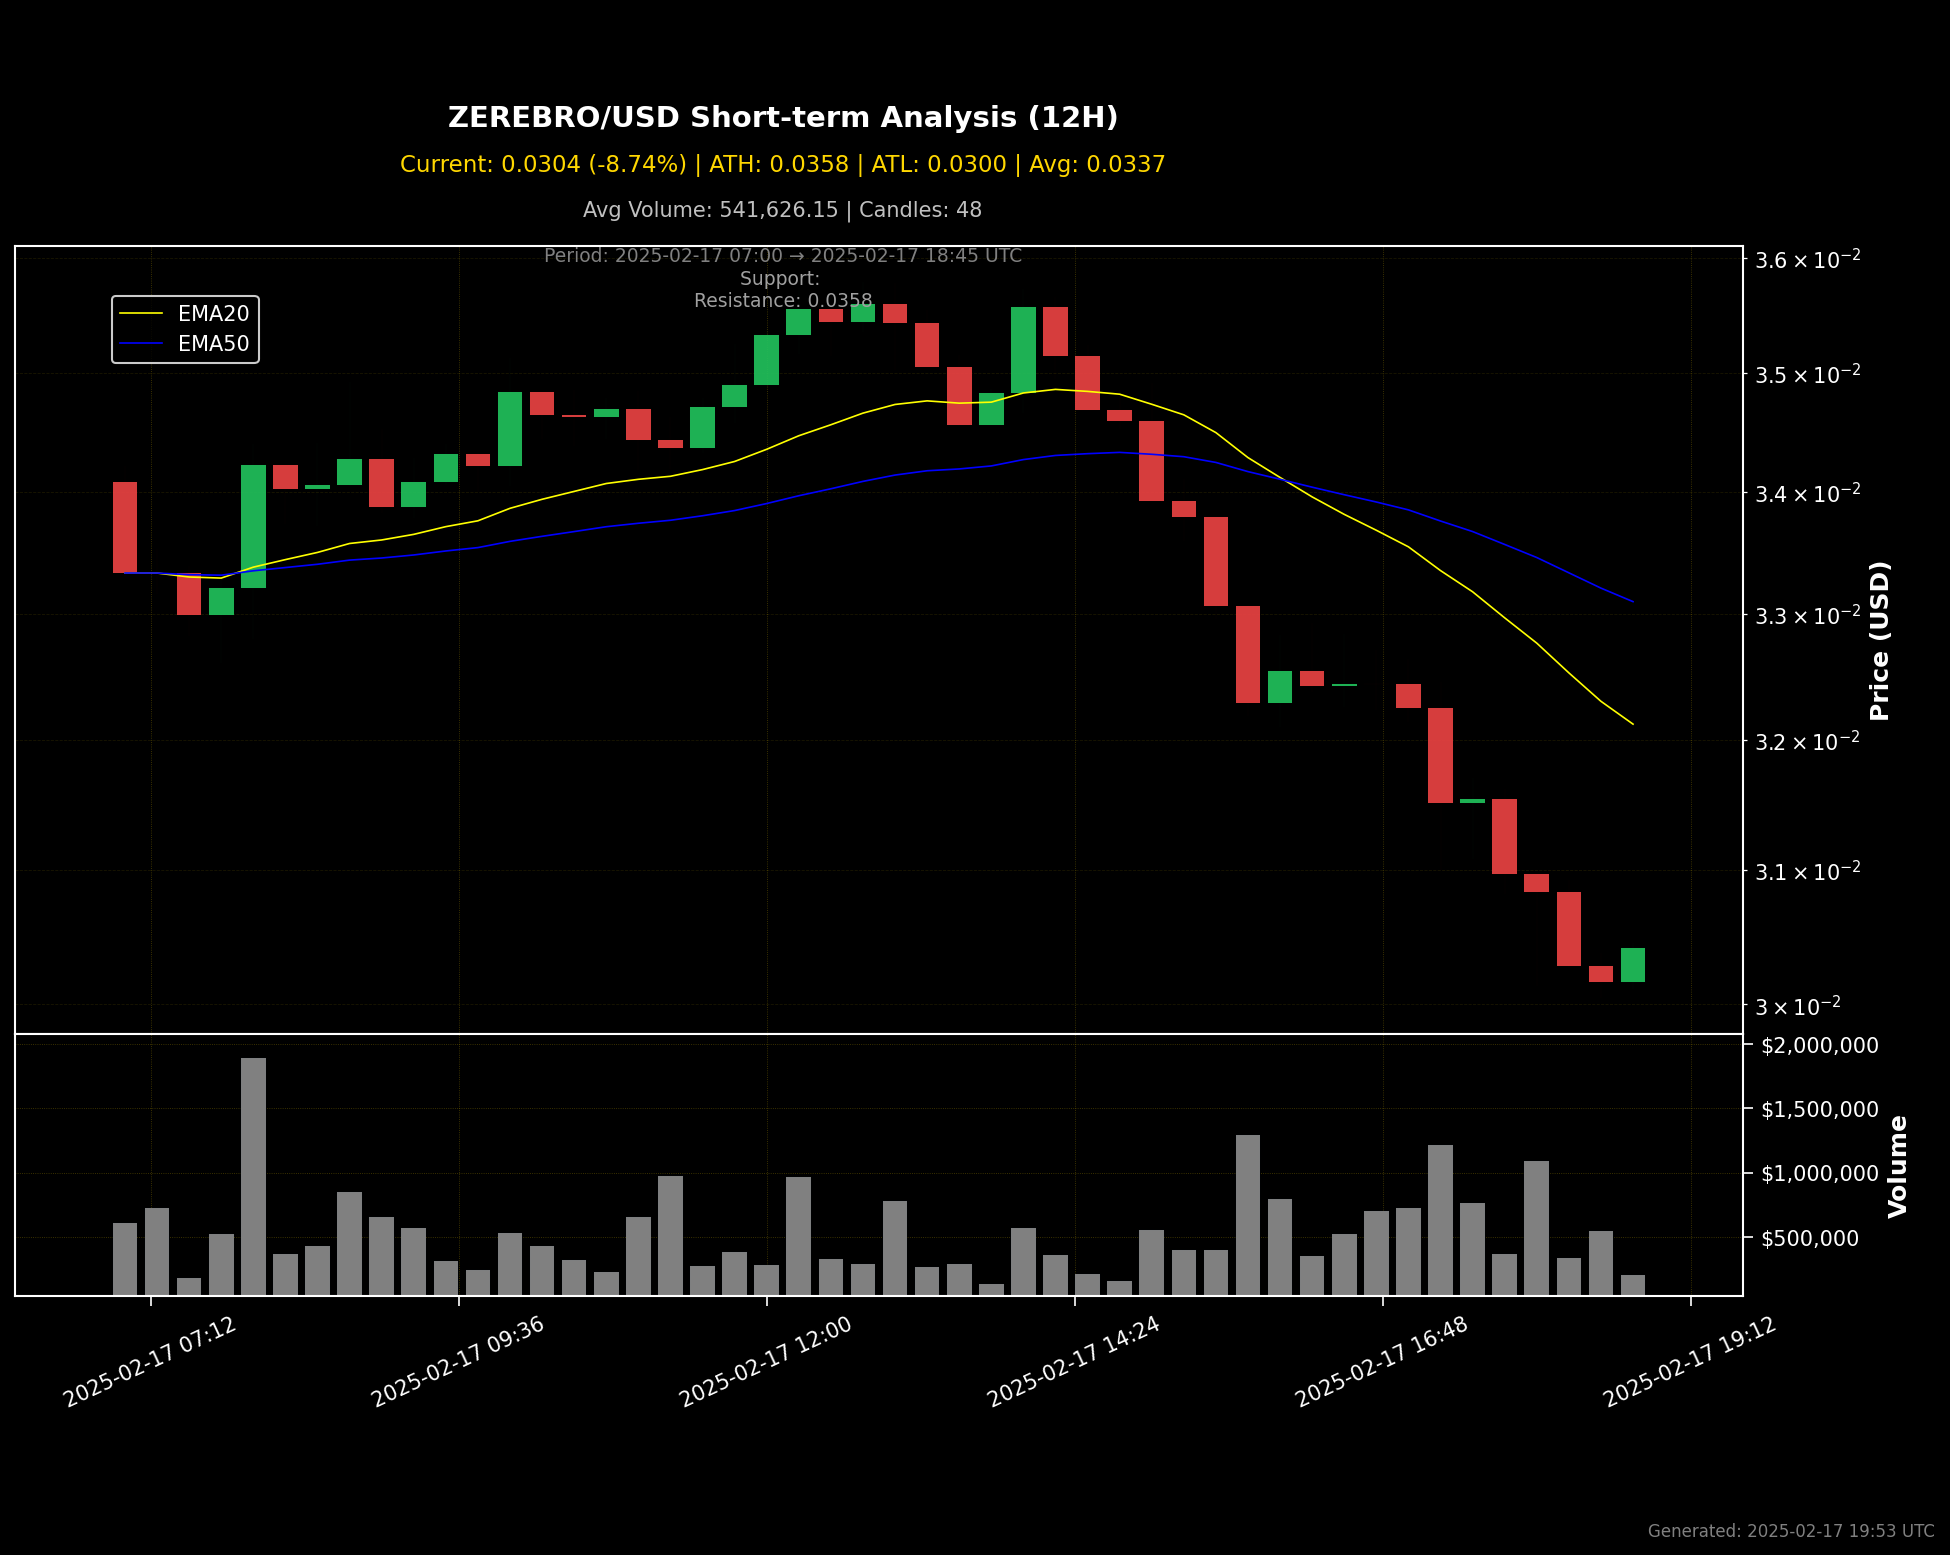 ZEREBRO/USD Short-term Analysis (12H)
Current: 0.0304 (-8.74%) | ATH: 0.0358 | ATL: 0.0300 | Avg: 0.0337
Avg Volume: 541,626.15 | Candles: 48
Period: 2025-02-17 07:00 → 2025-02-17 18:45 UTC
Support:
Resistance: 0.0358
EMA20
EMA50
3.6 × 10⁻²
3.5 × 10⁻²
3.4 × 10⁻²
3.3 × 10⁻²
3.2 × 10⁻²
3.1 × 10⁻²
3 × 10⁻²
Price (USD)
$2,000,000
$1,500,000
$1,000,000
$500,000
Volume
2025-02-17 07:12
2025-02-17 09:36
2025-02-17 12:00
2025-02-17 14:24
2025-02-17 16:48
2025-02-17 19:12
Generated: 2025-02-17 19:53 UTC